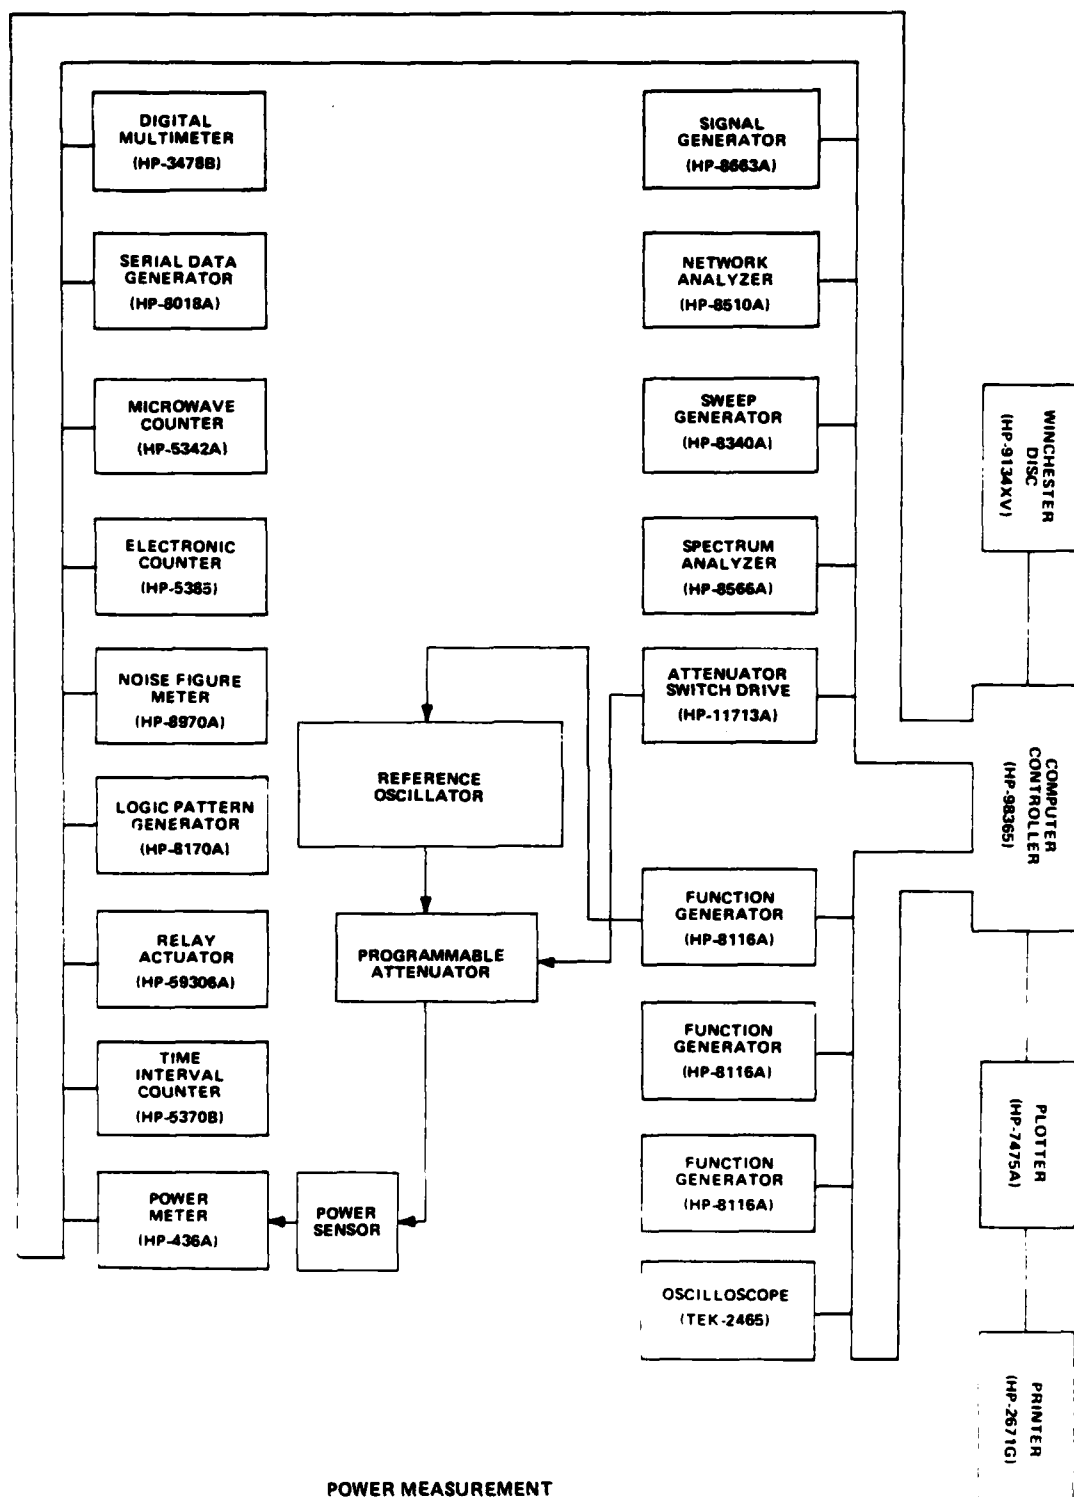 DIGITAL
MULTIMETER
(HP-3478B)
SERIAL DATA
GENERATOR
(HP-8018A)
MICROWAVE
COUNTER
(HP-5342A)
ELECTRONIC
COUNTER
(HP-5385)
NOISE FIGURE
METER
(HP-8970A)
LOGIC PATTERN
GENERATOR
(HP-8170A)
RELAY
ACTUATOR
(HP-59306A)
TIME
INTERVAL
COUNTER
(HP-5370B)
POWER
METER
(HP-436A)
POWER
SENSOR
REFERENCE
OSCILLATOR
PROGRAMMABLE
ATTENUATOR
SIGNAL
GENERATOR
(HP-8663A)
NETWORK
ANALYZER
(HP-8510A)
SWEEP
GENERATOR
(HP-8340A)
SPECTRUM
ANALYZER
(HP-8566A)
ATTENUATOR
SWITCH DRIVE
(HP-11713A)
FUNCTION
GENERATOR
(HP-8116A)
FUNCTION
GENERATOR
(HP-8116A)
FUNCTION
GENERATOR
(HP-8116A)
OSCILLOSCOPE
(TEK-2465)
WINCHESTER
DISC
(HP-9134XV)
COMPUTER
CONTROLLER
(HP-98365)
PLOTTER
(HP-7475A)
PRINTER
(HP-2671G)
POWER MEASUREMENT